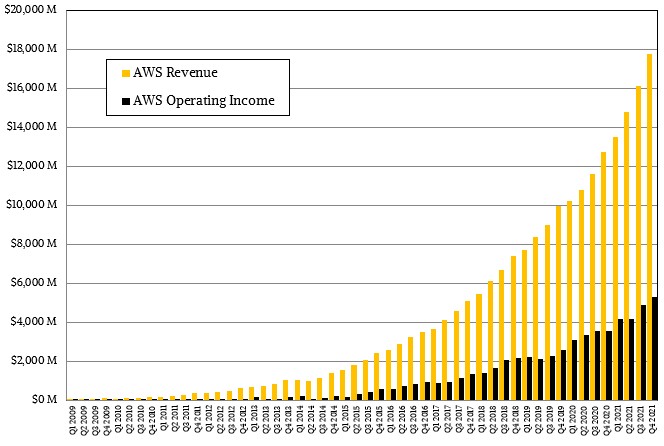 $20,000 M
$18,000 M
$16,000 M
$14,000 M
$12,000 M
$10,000 M
$8,000 M
$6,000 M
$4,000 M
$2,000 M
$0 M
AWS Revenue
AWS Operating Income
Q1 2009
Q2 2009
Q3 2009
Q4 2009
Q1 2010
Q2 2010
Q3 2010
Q4 2010
Q1 2011
Q2 2011
Q3 2011
Q4 2011
Q1 2012
Q2 2012
Q3 2012
Q4 2012
Q1 2013
Q2 2013
Q3 2013
Q4 2013
Q1 2014
Q2 2014
Q3 2014
Q4 2014
Q1 2015
Q2 2015
Q3 2015
Q4 2015
Q1 2016
Q2 2016
Q3 2016
Q4 2016
Q1 2017
Q2 2017
Q3 2017
Q4 2017
Q1 2018
Q2 2018
Q3 2018
Q4 2018
Q1 2019
Q2 2019
Q3 2019
Q4 2019
Q1 2020
Q2 2020
Q3 2020
Q4 2020
Q1 2021
Q2 2021
Q3 2021
Q4 2021